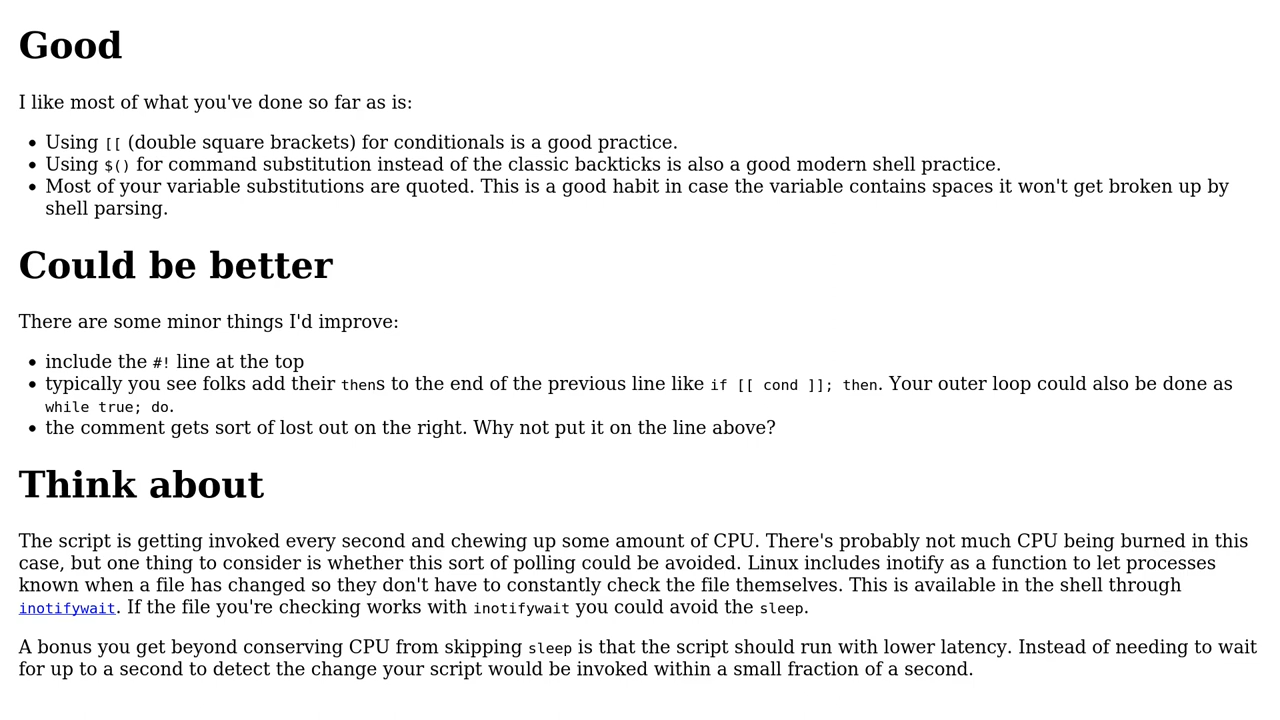 Good
I like most of what you've done so far as is:
• Using [[ (double square brackets) for conditionals is a good practice.
• Using $() for command substitution instead of the classic backticks is also a good modern shell practice.
• Most of your variable substitutions are quoted. This is a good habit in case the variable contains spaces it won't get broken up by
shell parsing.
Could be better
There are some minor things I'd improve:
• include the #! line at the top
• typically you see folks add their thens to the end of the previous line like if [[ cond ]]; then. Your outer loop could also be done as
while true; do.
• the comment gets sort of lost out on the right. Why not put it on the line above?
Think about
The script is getting invoked every second and chewing up some amount of CPU. There's probably not much CPU being burned in this
case, but one thing to consider is whether this sort of polling could be avoided. Linux includes inotify as a function to let processes
known when a file has changed so they don't have to constantly check the file themselves. This is available in the shell through
inotifywait. If the file you're checking works with inotifywait you could avoid the sleep.
A bonus you get beyond conserving CPU from skipping sleep is that the script should run with lower latency. Instead of needing to wait
for up to a second to detect the change your script would be invoked within a small fraction of a second.